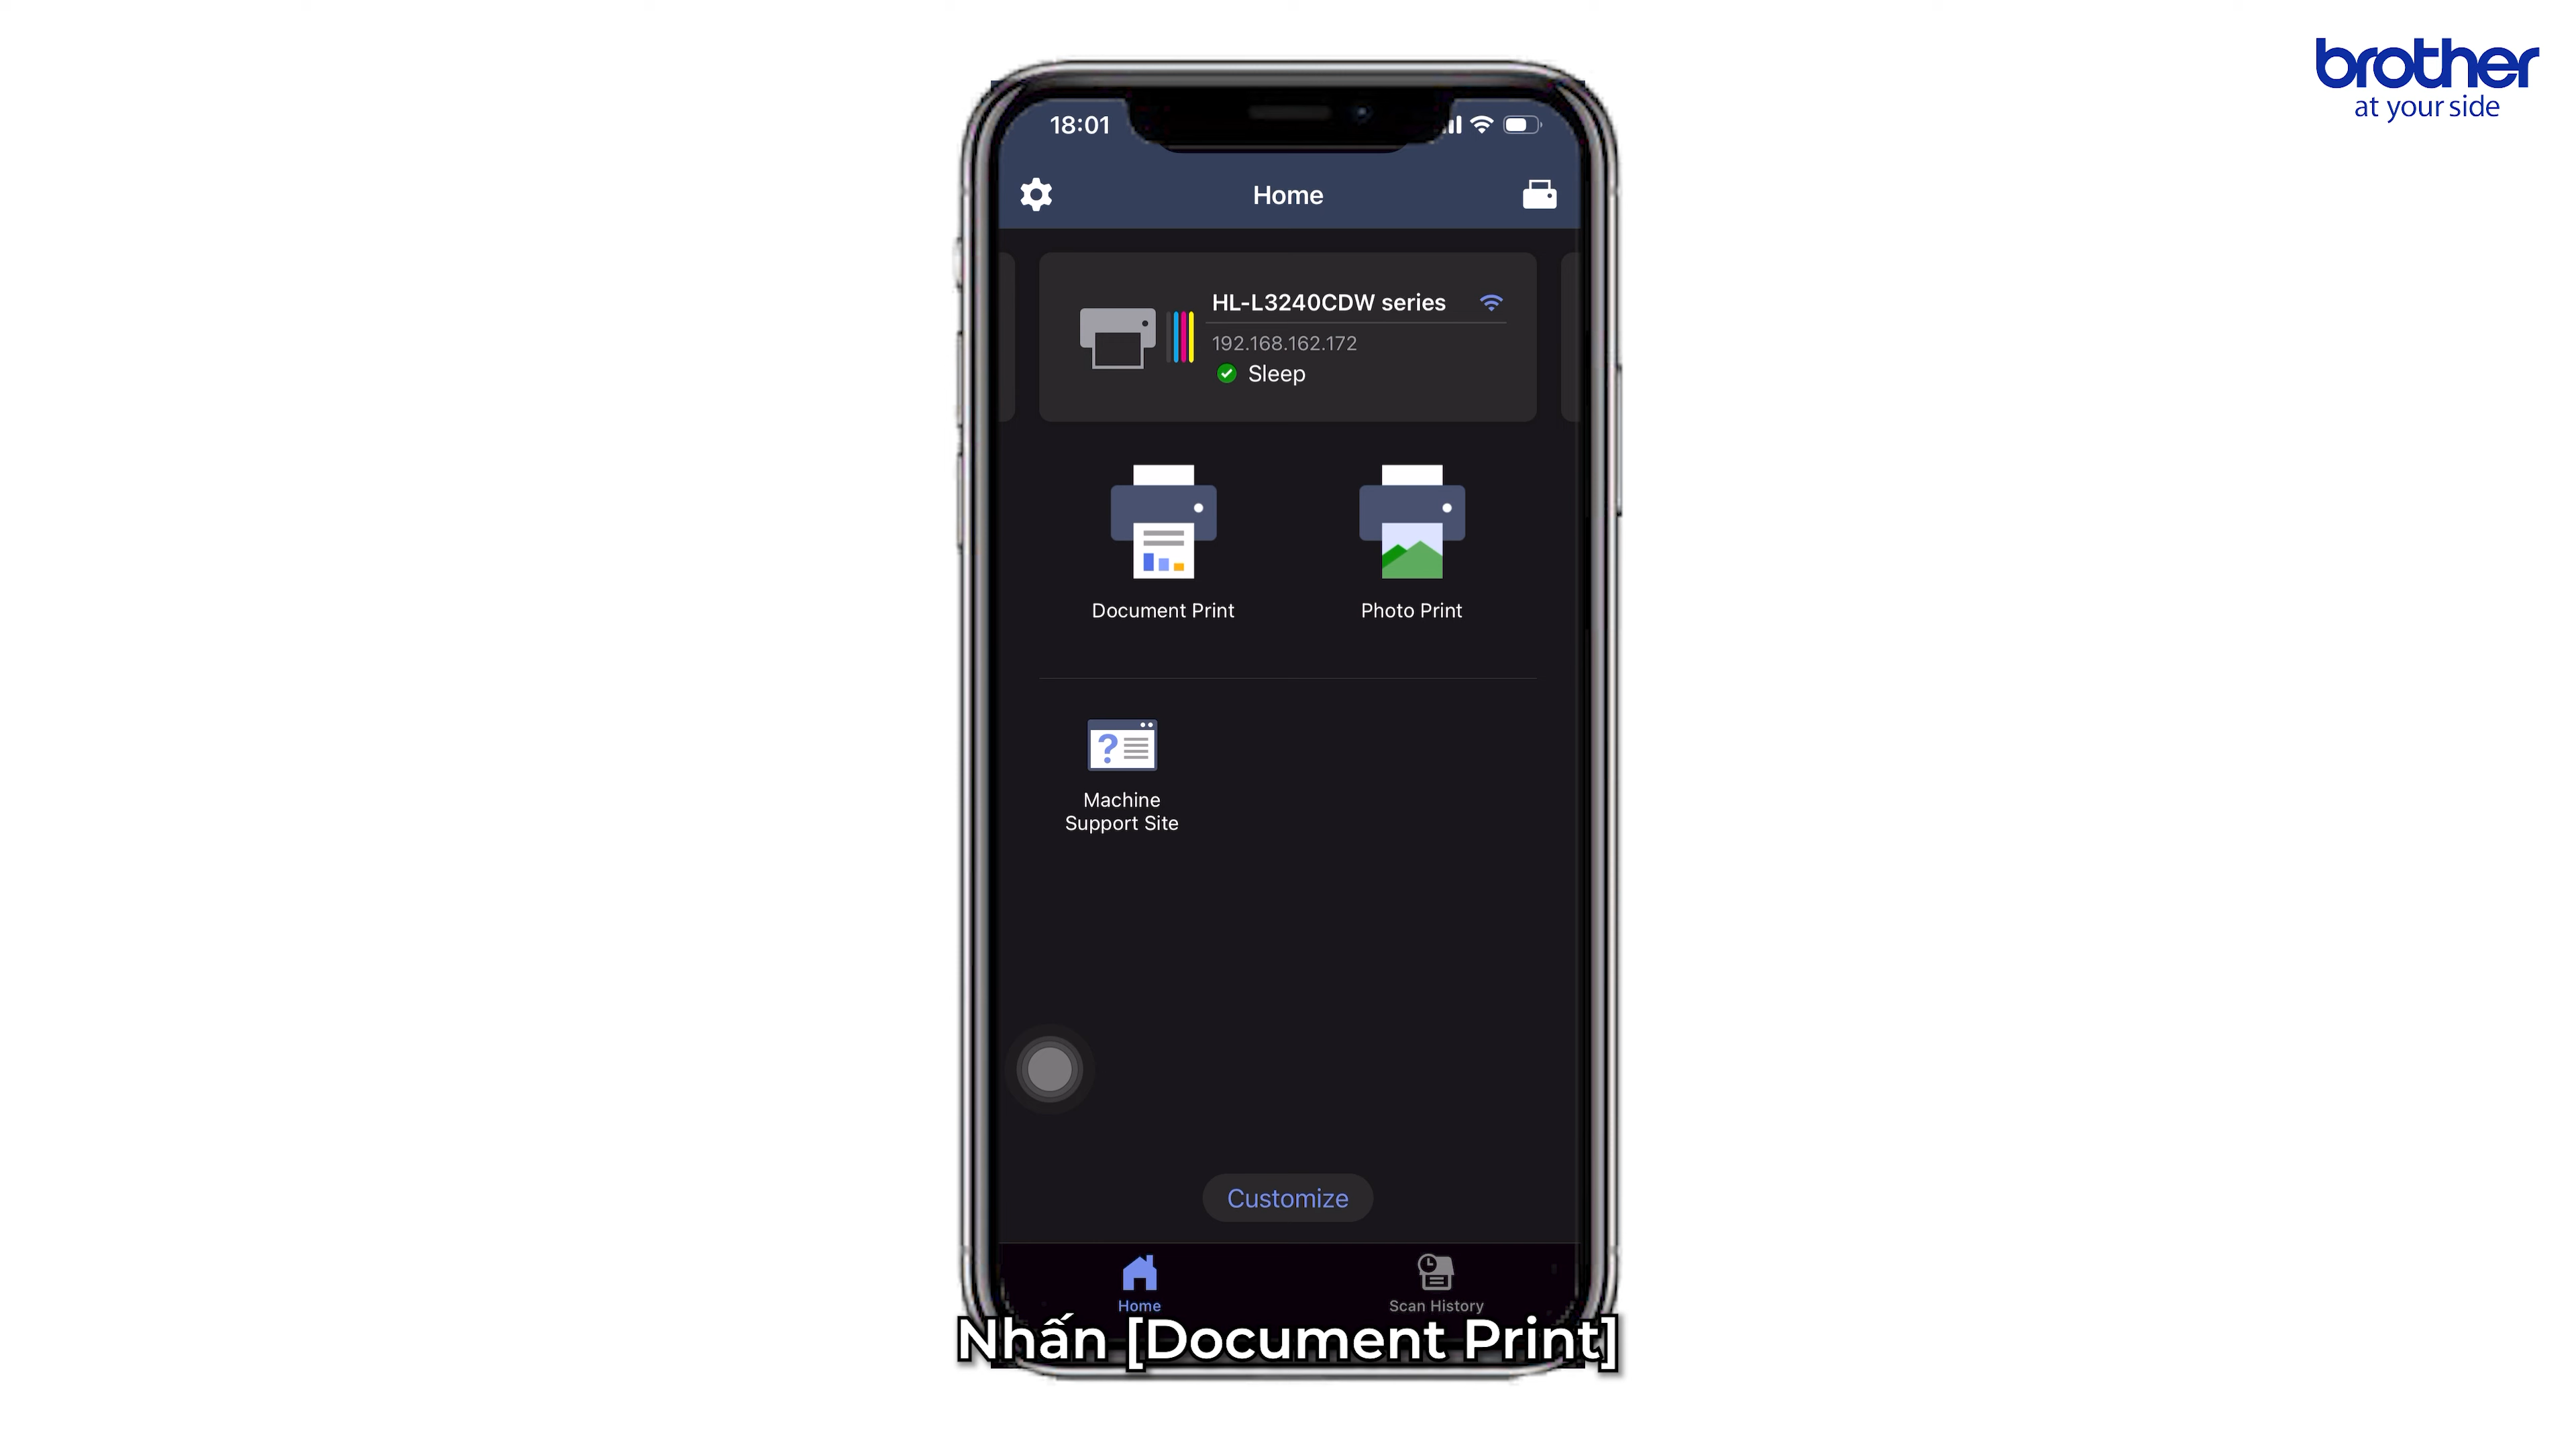 brother
at your side
18:01
Home
HL-L3240CDW series
192.168.162.172
Sleep
Document Print
Photo Print
?
Machine
Support Site
Customize
Home
Scan History
Nhấn [Document Print]